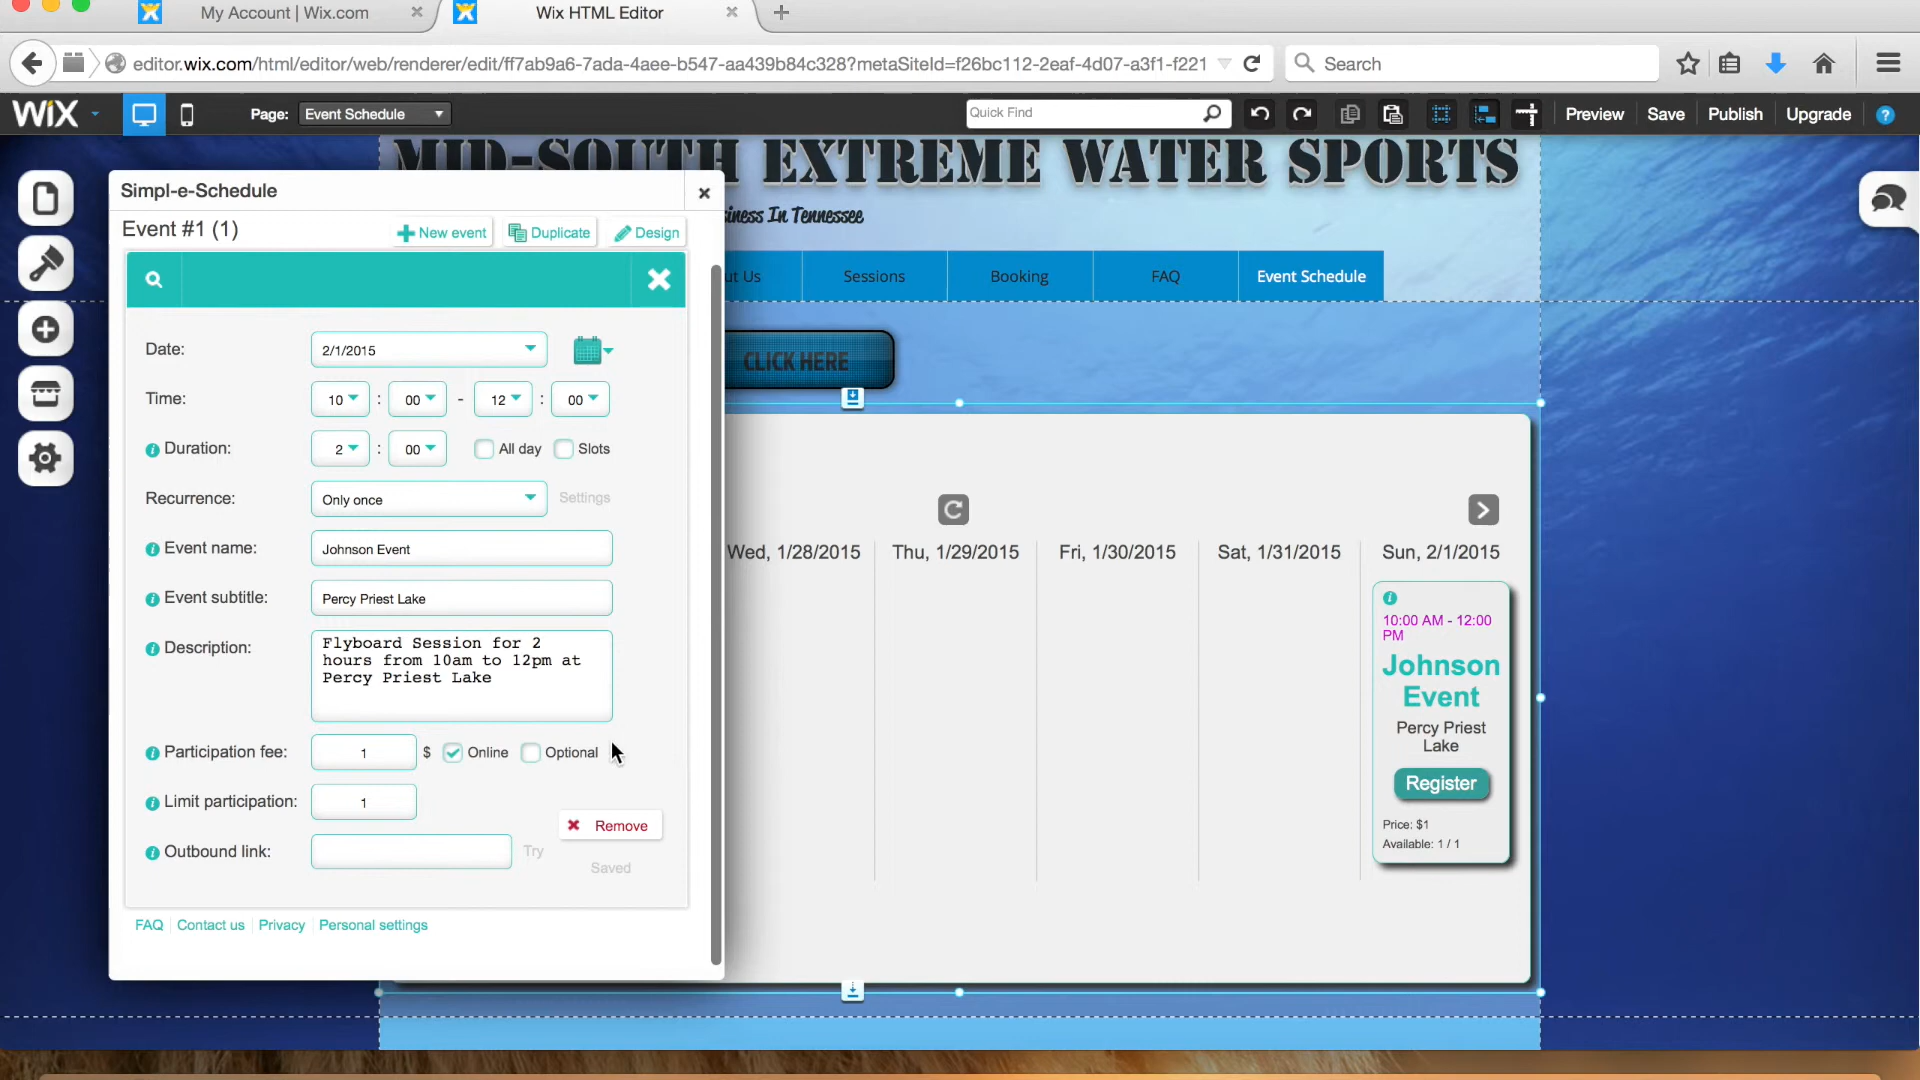 My Account | Wix.com
Wix HTML Editor
editor.wix.com/html/editor/web/renderer/edit/ff7ab9a6-7ada-4aee-b547-aa439b84c328?metaSiteId=f26bc112-2eaf-4d07-a3f1-f221
Search
WiX
Page:
Event Schedule
Quick Find
Preview
Save
Publish
Upgrade
?
MID-SOUTH EXTREME WATER SPORTS
siness In Tennessee
ut Us
Sessions
Booking
FAQ
Event Schedule
CLICK HERE
Simpl-e-Schedule
Event #1 (1)
New event
Duplicate
Design
Date:
2/1/2015
Time:
10 : 00 - 12 : 00
Duration:
2 : 00
All day
Slots
Recurrence:
Only once
Settings
Event name:
Johnson Event
Event subtitle:
Percy Priest Lake
Description:
Flyboard Session for 2
hours from 10am to 12pm at
Percy Priest Lake
Participation fee:
1
$
Online
Optional
Limit participation:
1
Remove
Outbound link:
Try
Saved
FAQ
Contact us
Privacy
Personal settings
Wed, 1/28/2015
Thu, 1/29/2015
Fri, 1/30/2015
Sat, 1/31/2015
Sun, 2/1/2015
10:00 AM - 12:00
PM
Johnson
Event
Percy Priest
Lake
Register
Price: $1
Available: 1 / 1